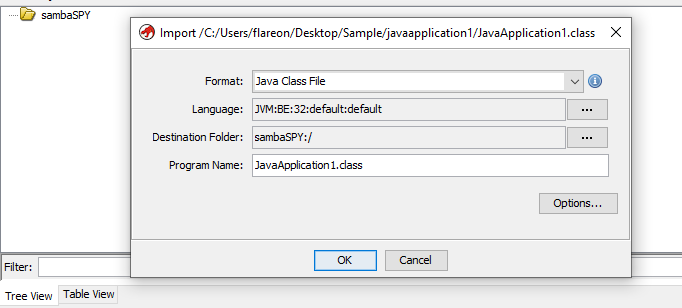 sambaSPY
Import /C:/Users/flareon/Desktop/Sample/javaapplication1/JavaApplication1.class
Format: Java Class File
Language: JVM:BE:32:default:default ...
Destination Folder: sambaSPY:/ ...
Program Name: JavaApplication1.class
Options...
OK Cancel
Filter:
Tree View Table View